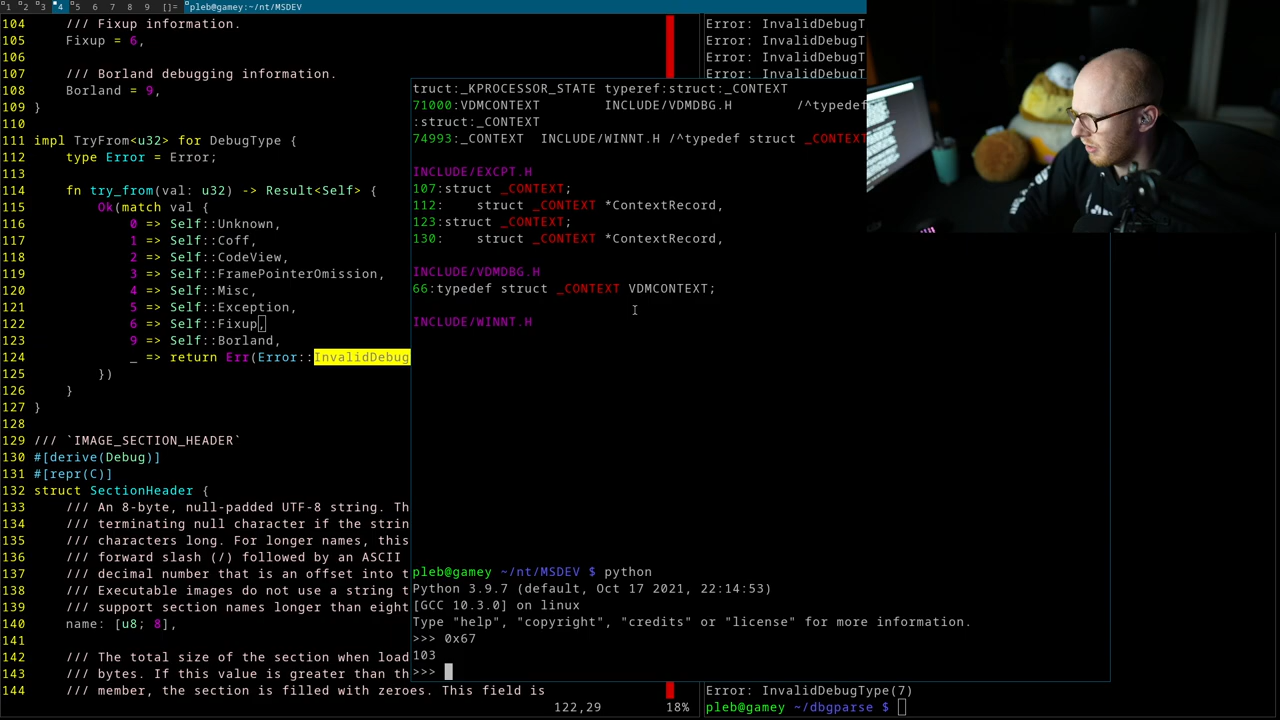 1 2 3 4 5 6 7 8 9 []= pleb@gamey:~/nt/MSDEV
104     /// Fixup information.
105     Fixup = 6,
106
107     /// Borland debugging information.
108     Borland = 9,
109 }
110
111 impl TryFrom<u32> for DebugType {
112     type Error = Error;
113
114     fn try_from(val: u32) -> Result<Self> {
115         Ok(match val {
116             0 => Self::Unknown,
117             1 => Self::Coff,
118             2 => Self::CodeView,
119             3 => Self::FramePointerOmission,
120             4 => Self::Misc,
121             5 => Self::Exception,
122             6 => Self::Fixup,
123             9 => Self::Borland,
124             _ => return Err(Error::InvalidDebug
125         })
126     }
127 }
128
129 /// `IMAGE_SECTION_HEADER`
130 #[derive(Debug)]
131 #[repr(C)]
132 struct SectionHeader {
133     /// An 8-byte, null-padded UTF-8 string. Th
134     /// terminating null character if the strin
135     /// characters long. For longer names, this
136     /// forward slash (/) followed by an ASCII
137     /// decimal number that is an offset into t
138     /// Executable images do not use a string t
139     /// support section names longer than eight
140     name: [u8; 8],
141
142     /// The total size of the section when load
143     /// bytes. If this value is greater than th
144     /// member, the section is filled with zeroes. This field is
122,29 18%
Error: InvalidDebugT
Error: InvalidDebugT
Error: InvalidDebugT
Error: InvalidDebugT
truct:_KPROCESSOR_STATE typeref:struct:_CONTEXT
71000:VDMCONTEXT INCLUDE/VDMDBG.H /^typedef
:struct:_CONTEXT
74993:_CONTEXT INCLUDE/WINNT.H /^typedef struct _CONTEXT
INCLUDE/EXCPT.H
107:struct _CONTEXT;
112:    struct _CONTEXT *ContextRecord,
123:struct _CONTEXT;
130:    struct _CONTEXT *ContextRecord,
INCLUDE/VDMDBG.H
66:typedef struct _CONTEXT VDMCONTEXT;
INCLUDE/WINNT.H
pleb@gamey ~/nt/MSDEV $ python
Python 3.9.7 (default, Oct 17 2021, 22:14:53)
[GCC 10.3.0] on linux
Type "help", "copyright", "credits" or "license" for more information.
>>> 0x67
103
>>>
Error: InvalidDebugType(7)
pleb@gamey ~/dbgparse $